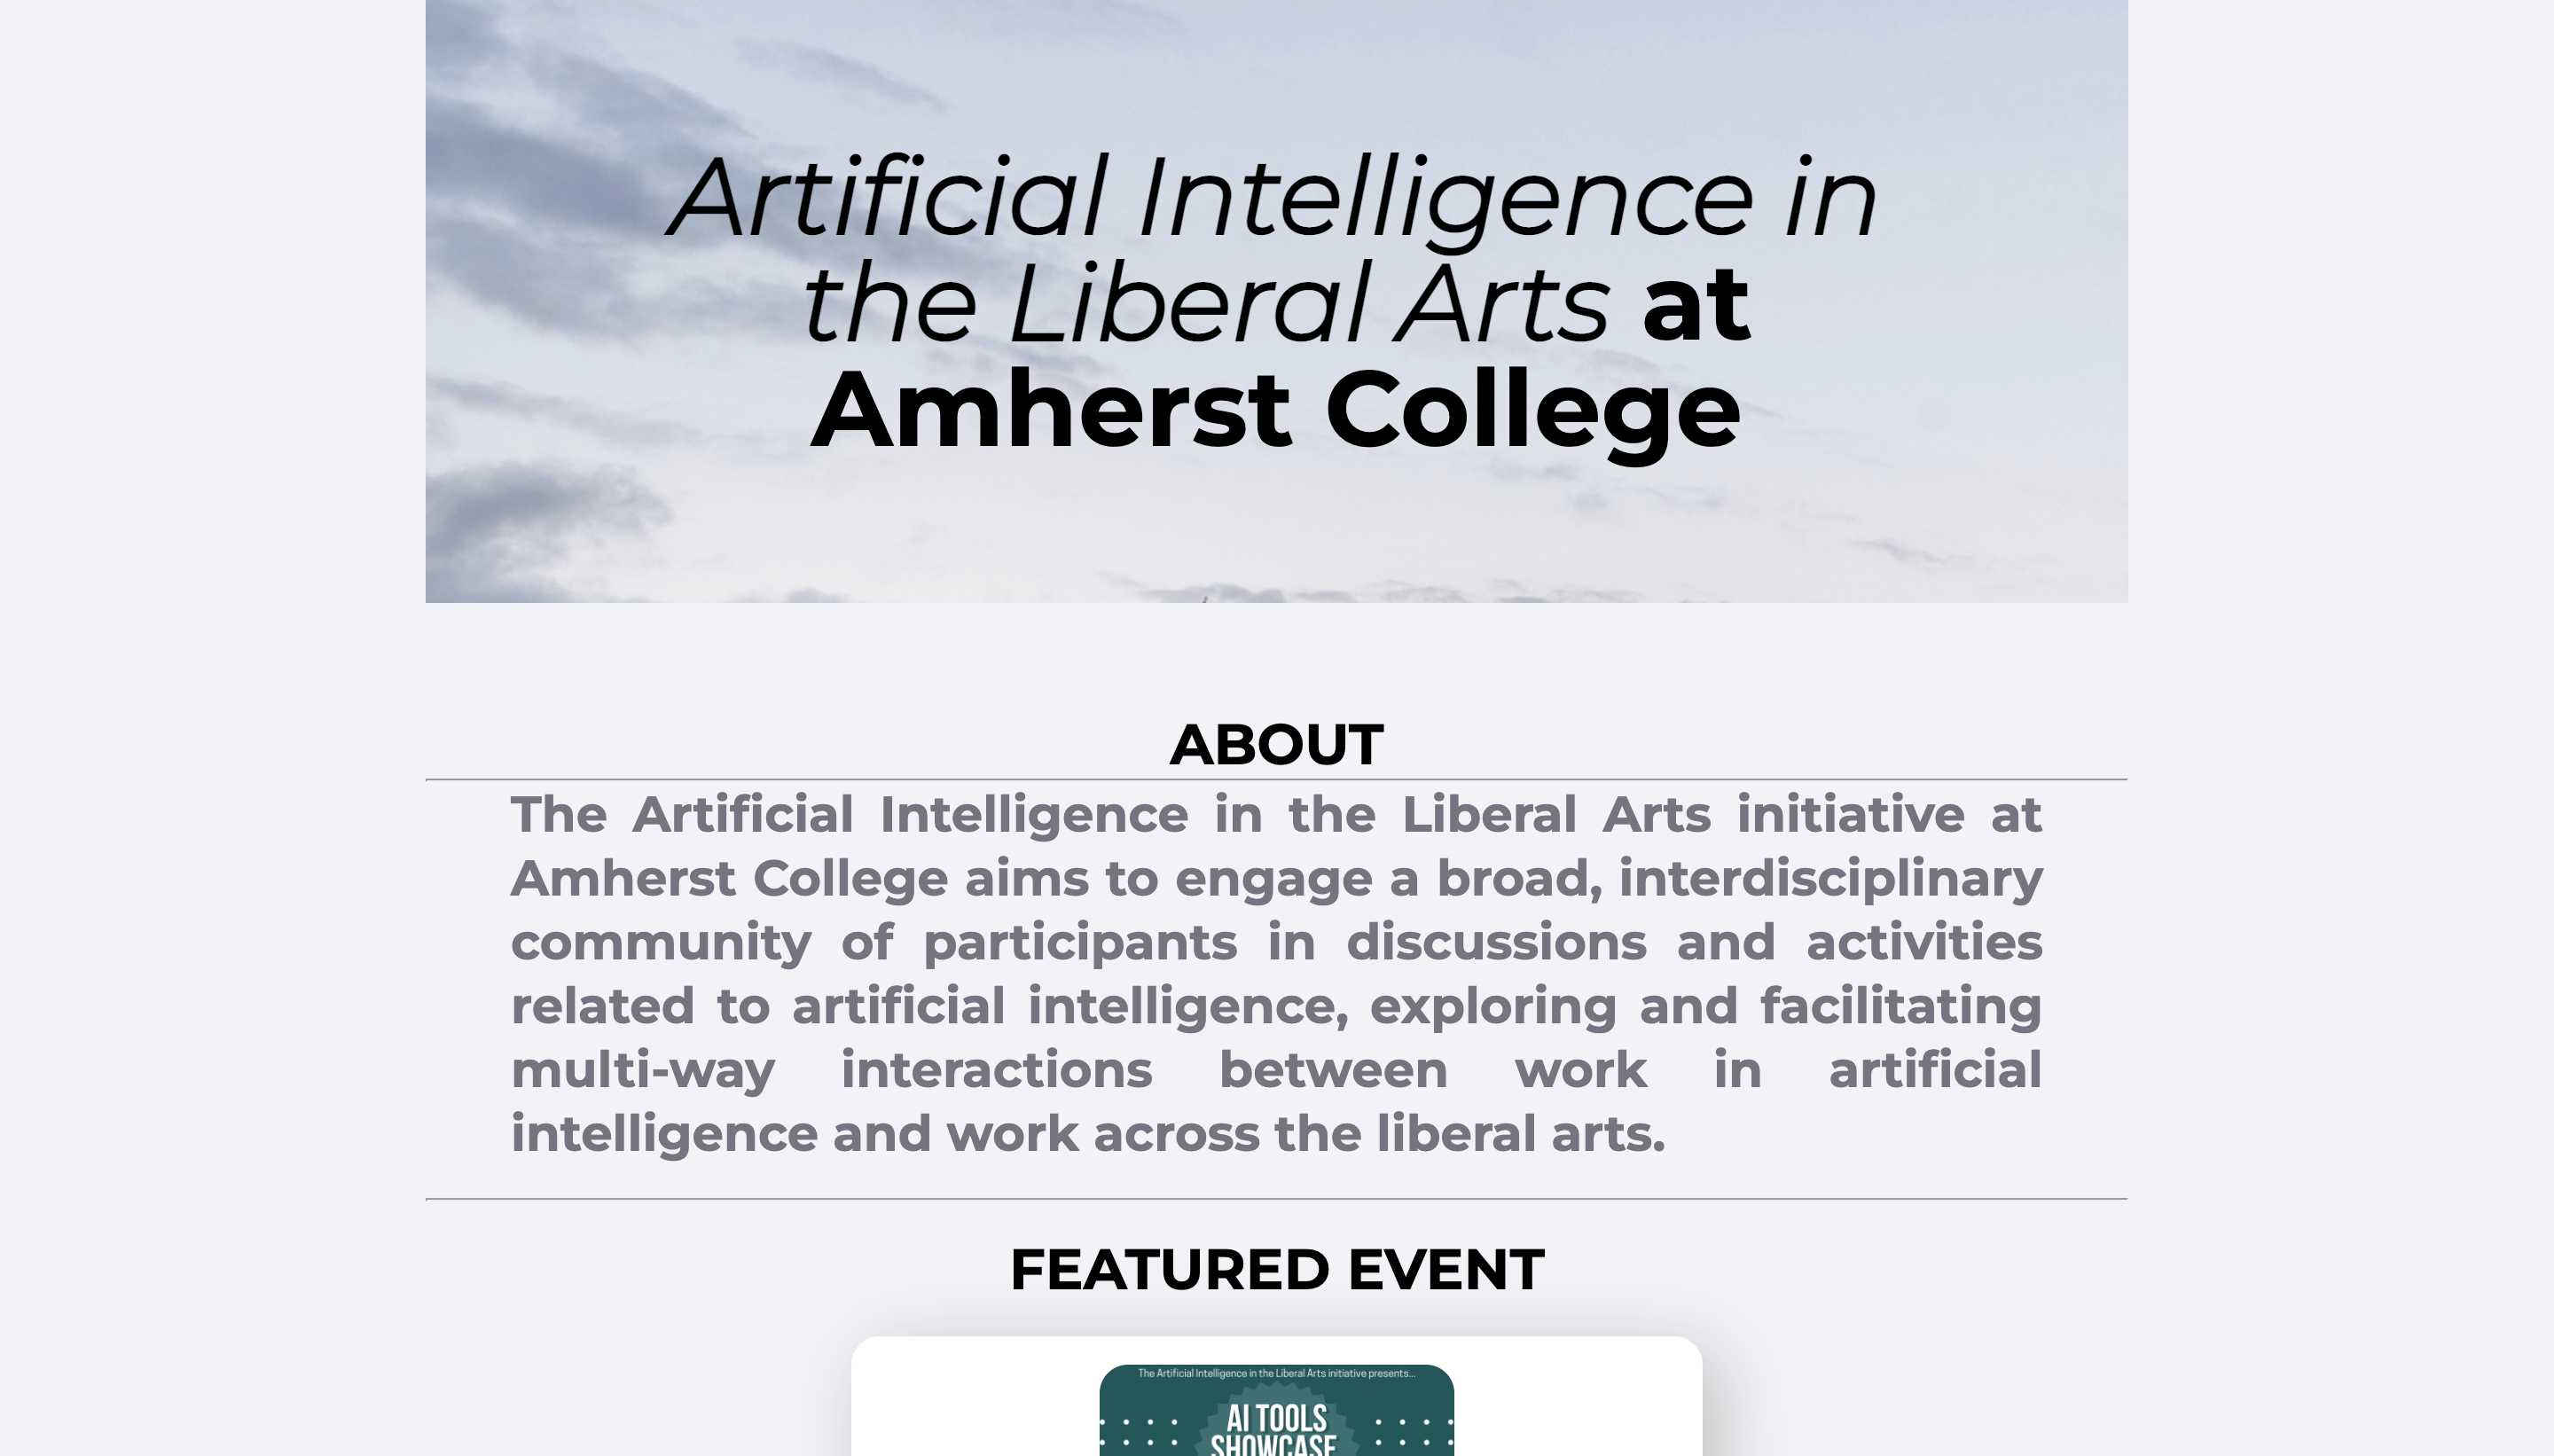 Artificial Intelligence in
the Liberal Arts at
Amherst College
ABOUT
The Artificial Intelligence in the Liberal Arts initiative at
Amherst College aims to engage a broad, interdisciplinary
community of participants in discussions and activities
related to artificial intelligence, exploring and facilitating
multi-way interactions between work in artificial
intelligence and work across the liberal arts.
FEATURED EVENT
The Artificial Intelligence in the Liberal Arts initiative presents...
AI TOOLS
SHOWCASE